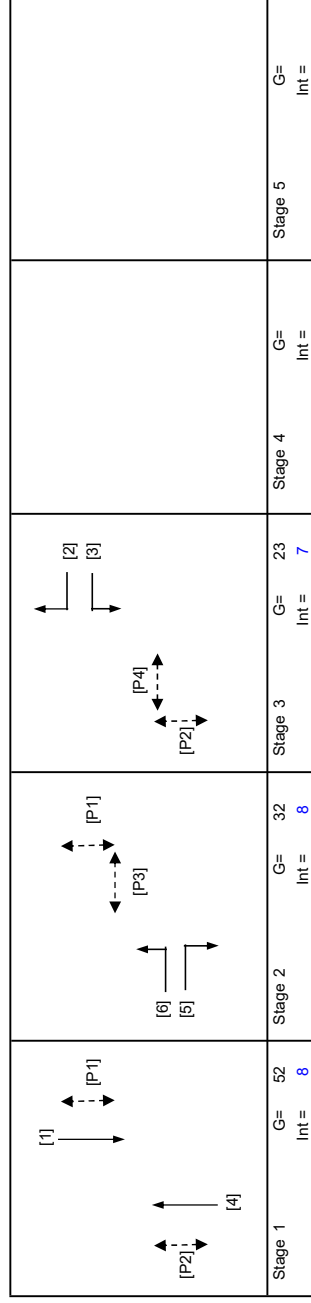 [1]
[P1]
[P2]
[4]
Stage 1 G= 52
Int = 8
[P1]
[P3]
[6]
[5]
Stage 2 G= 32
Int = 8
[2]
[3]
[P4]
[P2]
Stage 3 G= 23
Int = 7
Stage 4 G=
Int =
Stage 5 G=
Int =